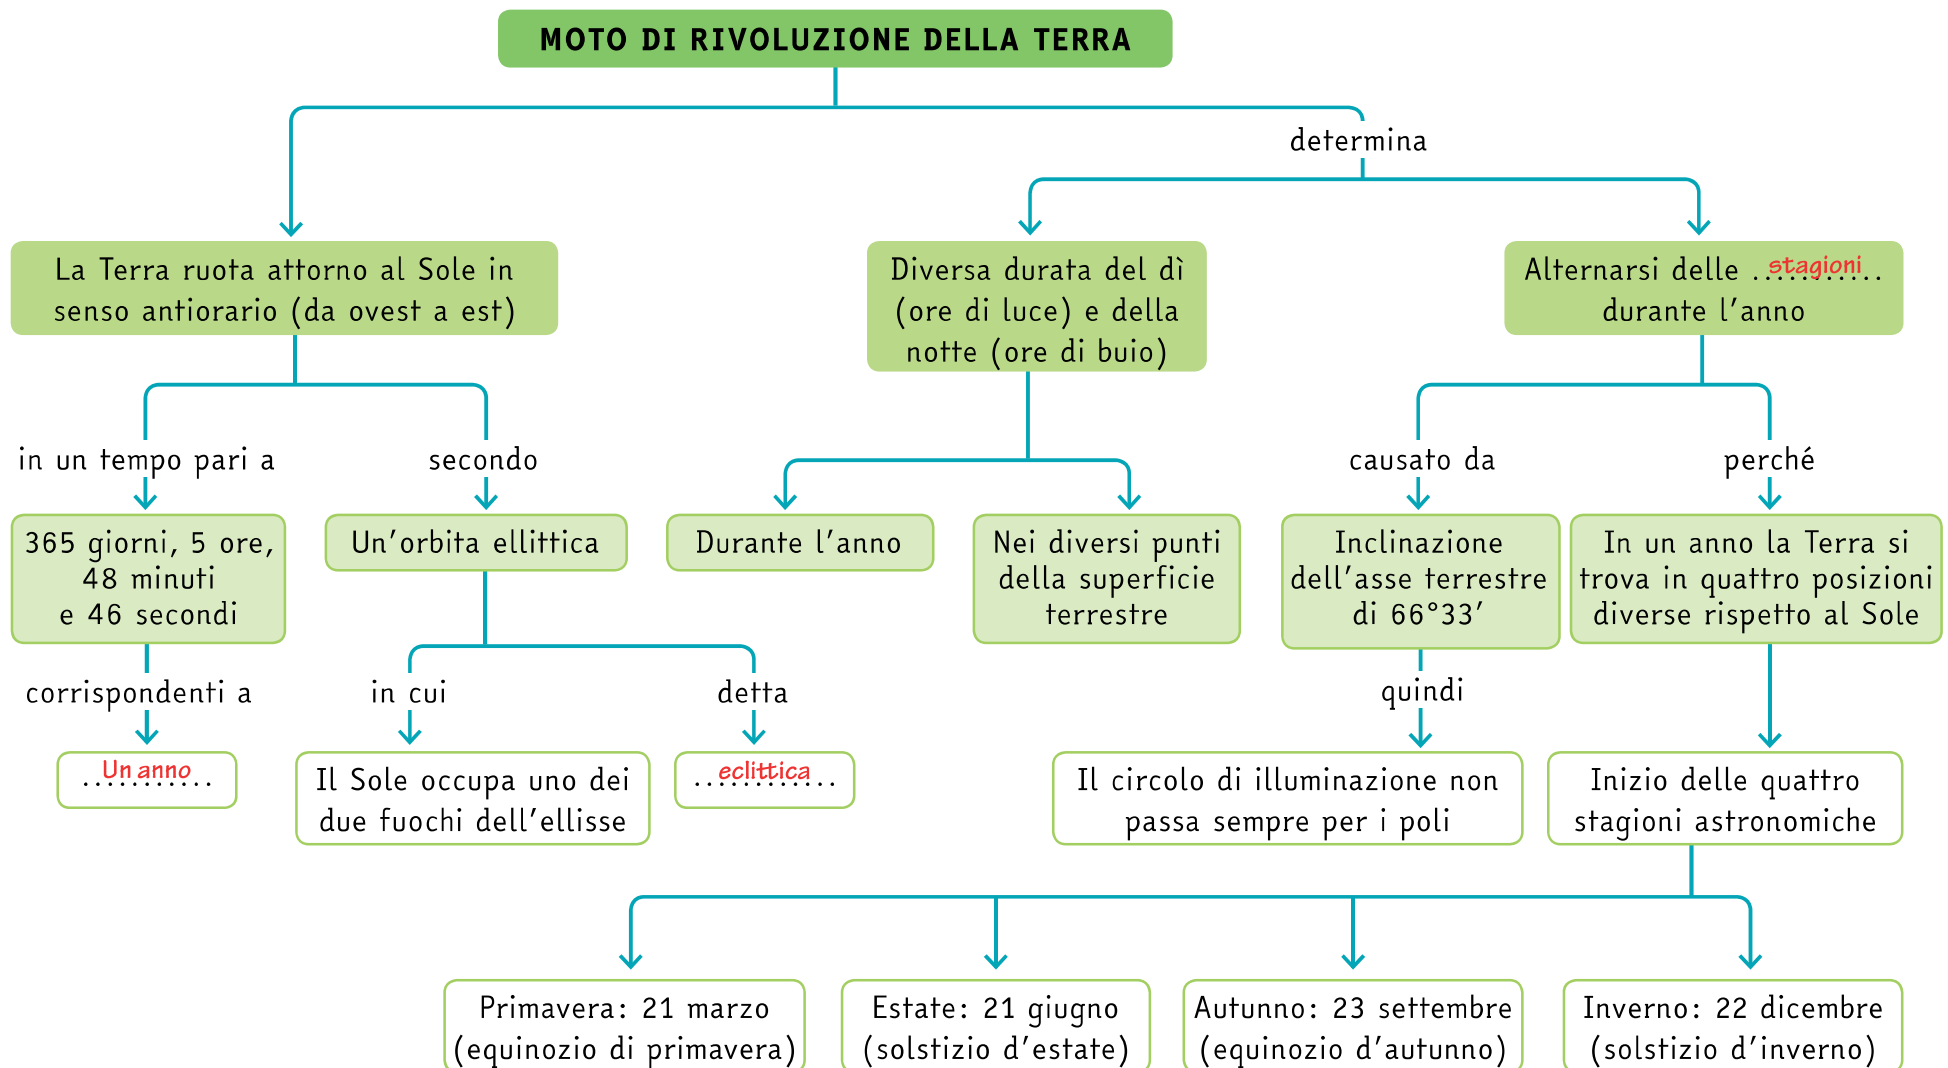 MOTO DI RIVOLUZIONE DELLA TERRA
determina
La Terra ruota attorno al Sole in
senso antiorario (da ovest a est)
Diversa durata del dì
(ore di luce) e della
notte (ore di buio)
Alternarsi delle stagioni
durante l'anno
in un tempo pari a
secondo
causato da
perché
365 giorni, 5 ore,
48 minuti
e 46 secondi
Un'orbita ellittica
Durante l'anno
Nei diversi punti
della superficie
terrestre
Inclinazione
dell'asse terrestre
di 66°33'
In un anno la Terra si
trova in quattro posizioni
diverse rispetto al Sole
corrispondenti a
in cui
detta
quindi
Un anno
Il Sole occupa uno dei
due fuochi dell'ellisse
eclittica
Il circolo di illuminazione non
passa sempre per i poli
Inizio delle quattro
stagioni astronomiche
Primavera: 21 marzo
(equinozio di primavera)
Estate: 21 giugno
(solstizio d'estate)
Autunno: 23 settembre
(equinozio d'autunno)
Inverno: 22 dicembre
(solstizio d'inverno)